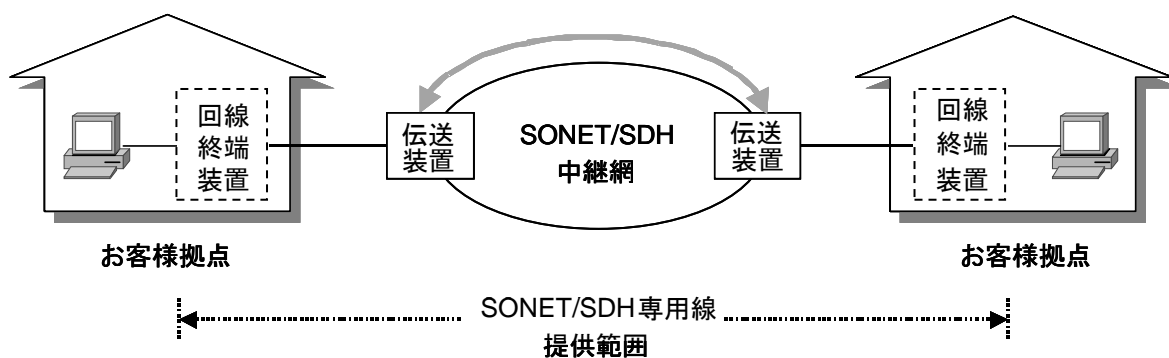 回線
終端
装置
伝送
装置
SONET/SDH
中継網
伝送
装置
回線
終端
装置
お客様拠点
お客様拠点
SONET/SDH専用線
提供範囲